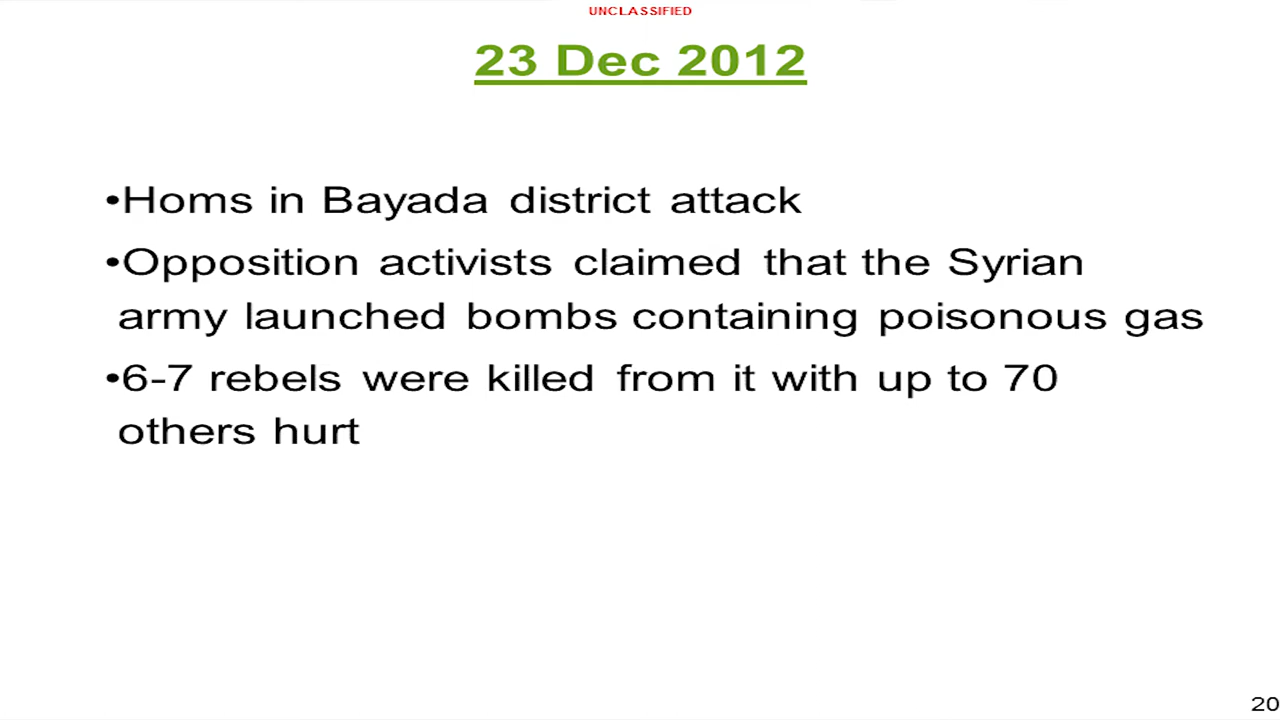 UNCLASSIFIED
23 Dec 2012
•Homs in Bayada district attack
•Opposition activists claimed that the Syrian
army launched bombs containing poisonous gas
•6-7 rebels were killed from it with up to 70
others hurt
20